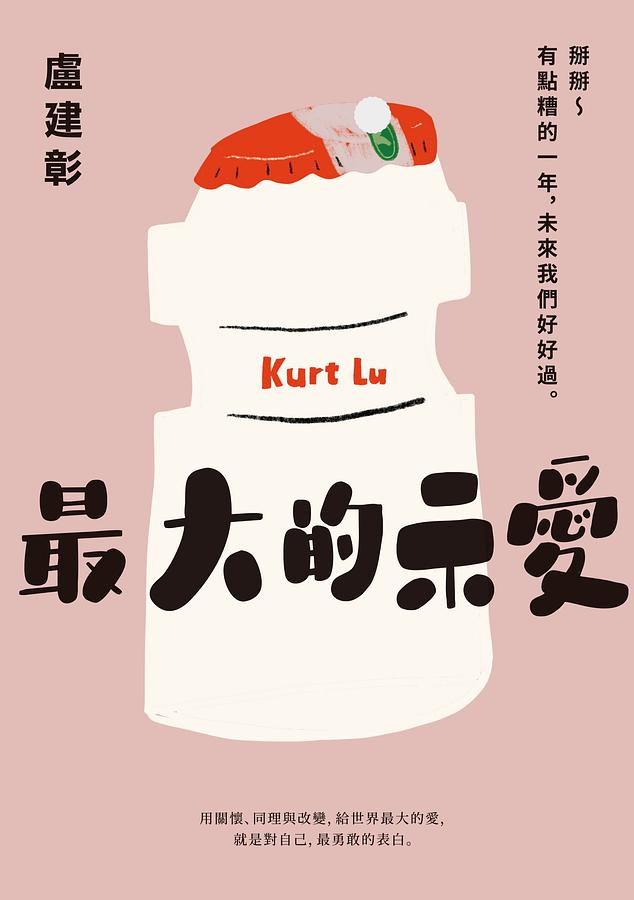 掰掰～
有點糟的一年，未來我們好好過。
盧建彰
Kurt Lu
最大的示愛
用關懷、同理與改變，給世界最大的愛，
就是對自己，最勇敢的表白。